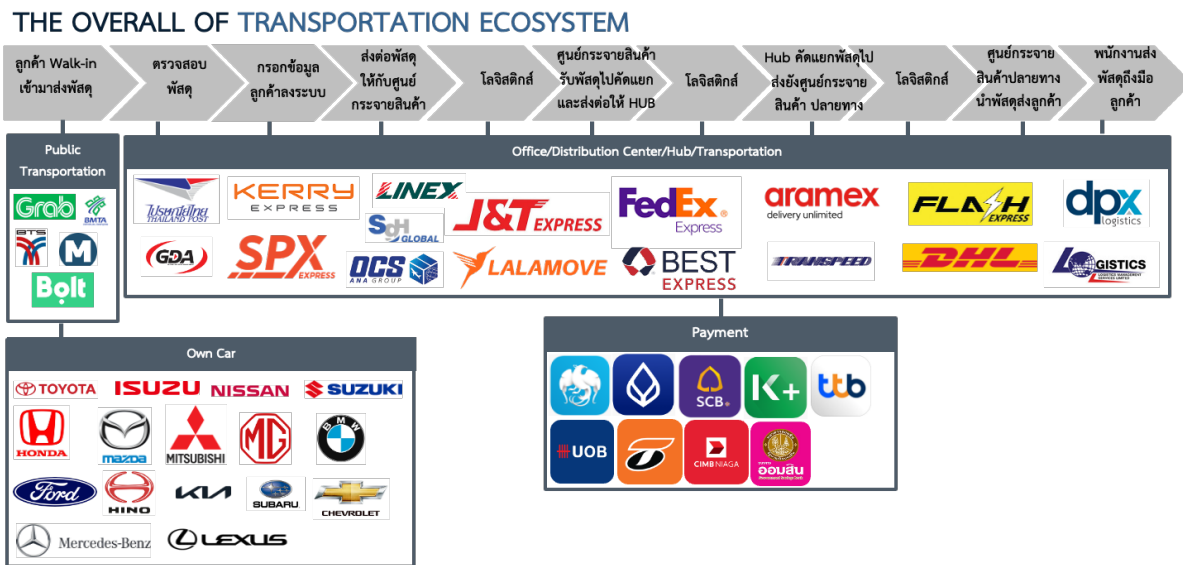 THE OVERALL OF TRANSPORTATION ECOSYSTEM
ลูกค้า Walk-in
เข้ามาส่งพัสดุ
ตรวจสอบ
พัสดุ
กรอกข้อมูล
ลูกค้าลงระบบ
ส่งต่อพัสดุ
ให้กับศูนย์
กระจายสินค้า
โลจิสติกส์
ศูนย์กระจายสินค้า
รับพัสดุไปคัดแยก
และส่งต่อให้ HUB
โลจิสติกส์
Hub คัดแยกพัสดุไป
ส่งยังศูนย์กระจาย
สินค้า ปลายทาง
โลจิสติกส์
ศูนย์กระจาย
สินค้าปลายทาง
นำพัสดุส่งลูกค้า
พนักงานส่ง
พัสดุถึงมือ
ลูกค้า
Public
Transportation
Grab
BMTA
BTS
M
Bolt
Office/Distribution Center/Hub/Transportation
ไปรษณีย์ไทย
THAILAND POST
KERRY
EXPRESS
LINEX
SDH
GLOBAL
J&T EXPRESS
FedEx
Express
aramex
delivery unlimited
FLASH
EXPRESS
dpx
logistics
GDA
SPX
EXPRESS
OCS
ANA GROUP
LALAMOVE
BEST
EXPRESS
TRANSPEED
DHL
LOGISTICS
Own Car
TOYOTA
ISUZU
NISSAN
SUZUKI
HONDA
mazda
MITSUBISHI
MG
BMW
Ford
HINO
KIA
SUBARU
CHEVROLET
Mercedes-Benz
LEXUS
Payment
SCB
K+
ttb
UOB
CIMB NIAGA
ออมสิน